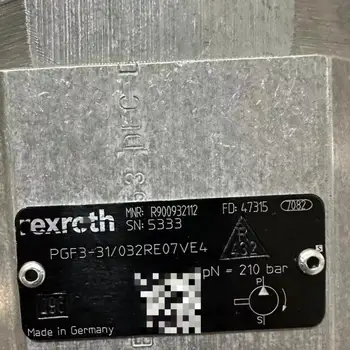 rexroth
MNR: R900932112
FD: 47315
7082
SN: 5333
PGF3-31/032RE07VE4
pN = 210 bar
P
S
Made in Germany